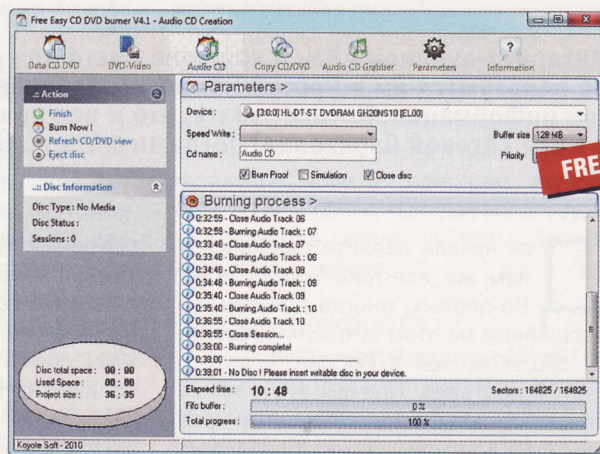 Free Easy CD DVD burner V4.1 - Audio CD Creation
Data CD DVD
DVD-Video
Audio CD
Copy CD/DVD
Audio CD Grabber
Parameters
Information
.:: Action
Finish
Burn Now !
Refresh CD/DVD view
Eject disc
..:: Disc Information
Disc Type : No Media
Disc Status :
Sessions : 0
Disc total space : 00 : 00
Used Space : 00 : 00
Project size : 36 : 35
Parameters >
Device : [3:0:0] HL-DT-ST DVDRAM GH20NS10 [EL00]
Speed Write : Buffer size 128 MB
Cd name : Audio CD Priority
Burn Proof Simulation Close disc
FREE
Burning process >
0:32:59 - Close Audio Track 06
0:32:59 - Burning Audio Track : 07
0:33:48 - Close Audio Track 07
0:33:48 - Burning Audio Track : 08
0:34:48 - Close Audio Track 08
0:34:48 - Burning Audio Track : 09
0:35:40 - Close Audio Track 09
0:35:40 - Burning Audio Track : 10
0:36:55 - Close Audio Track 10
0:36:55 - Close Session...
0:38:00 - Burning complete!
0:38:00 - ----------------------------------------
0:38:01 - No Disc ! Please insert writable disc in your device.
Elapsed time : 10 : 48 Sectors : 164825 / 164825
Fifo buffer : 0 %
Total progress : 100 %
Koyote Soft - 2010